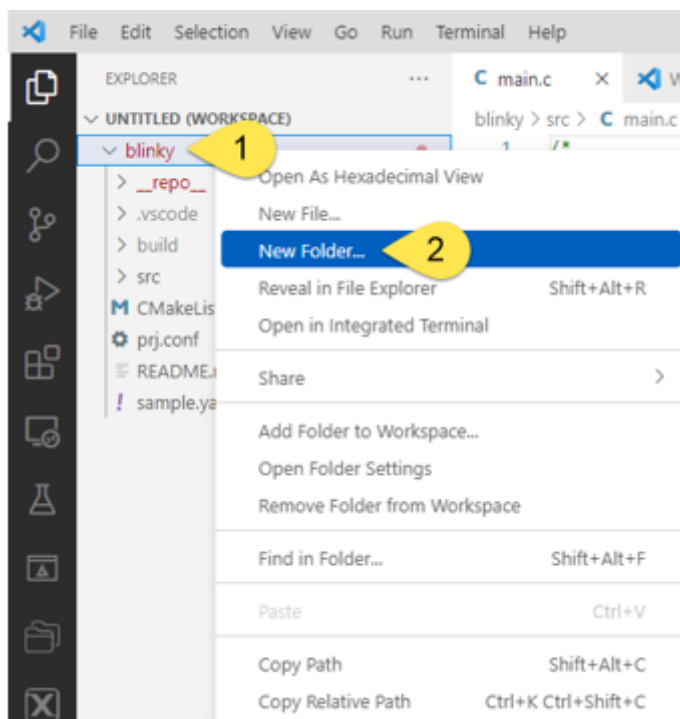 File Edit Selection View Go Run Terminal Help
EXPLORER ... C main.c ×
UNTITLED (WORKSPACE) blinky > src > C main.c
blinky 1 1 /*
__repo__ Open As Hexadecimal View
.vscode New File...
build New Folder... 2
src Reveal in File Explorer Shift+Alt+R
M CMakeLis Open in Integrated Terminal
prj.conf
README. Share >
! sample.ya
Add Folder to Workspace...
Open Folder Settings
Remove Folder from Workspace
Find in Folder... Shift+Alt+F
Paste Ctrl+V
Copy Path Shift+Alt+C
Copy Relative Path Ctrl+K Ctrl+Shift+C